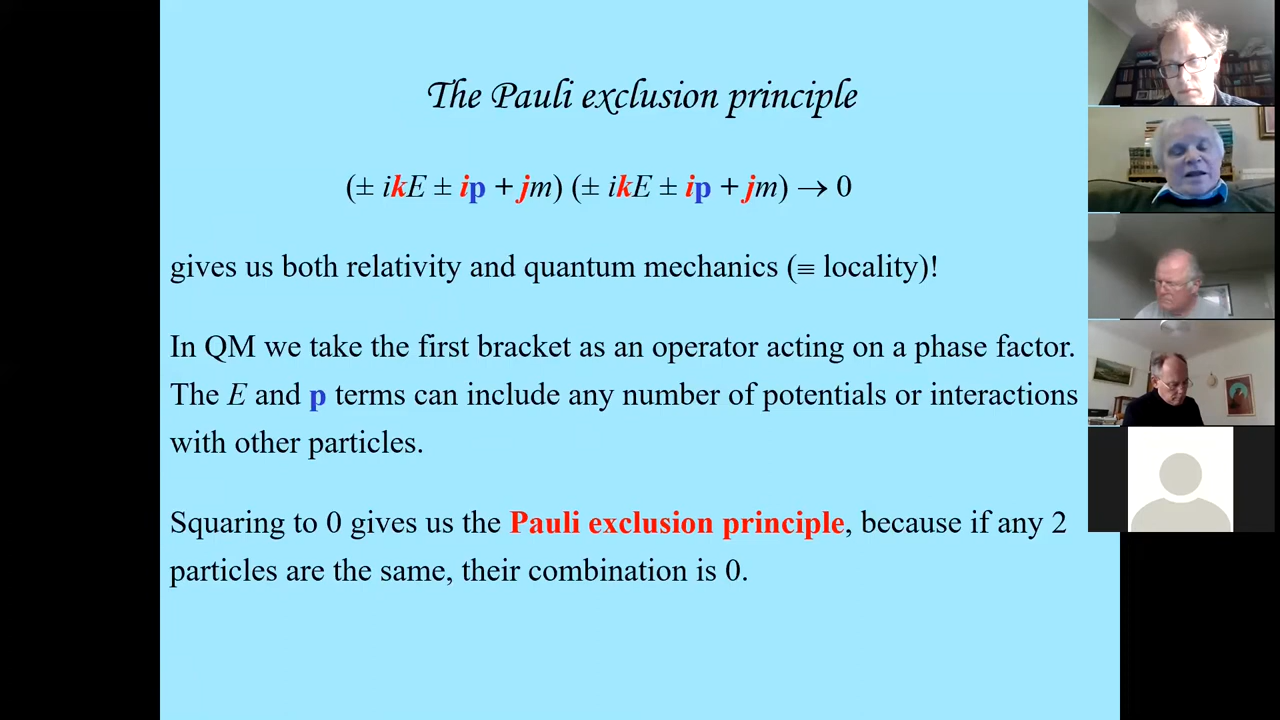 The Pauli exclusion principle
(± ikE ± ip + jm) (± ikE ± ip + jm) → 0
gives us both relativity and quantum mechanics (≡ locality)!
In QM we take the first bracket as an operator acting on a phase factor.
The E and p terms can include any number of potentials or interactions
with other particles.
Squaring to 0 gives us the Pauli exclusion principle, because if any 2
particles are the same, their combination is 0.